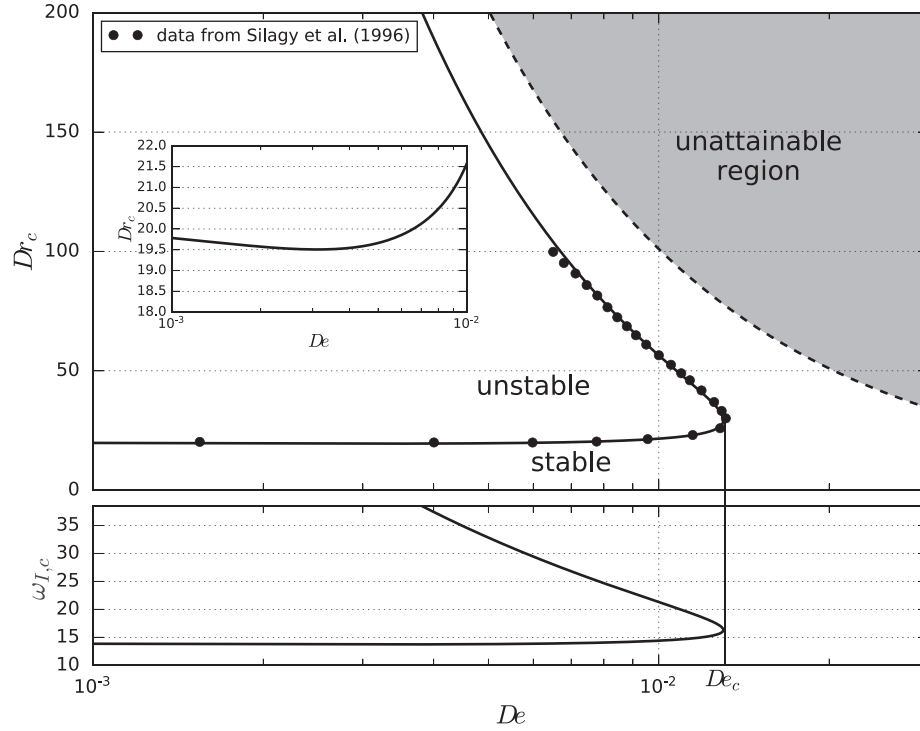 200
150
100
50
0
Dr_c
data from Silagy et al. (1996)
unattainable
region
unstable
stable
22.0
21.5
21.0
20.5
20.0
19.5
19.0
18.5
18.0
Dr_c
10^-3
10^-2
De
35
30
25
20
15
10
ω_I,c
10^-3
10^-2
De_c
De